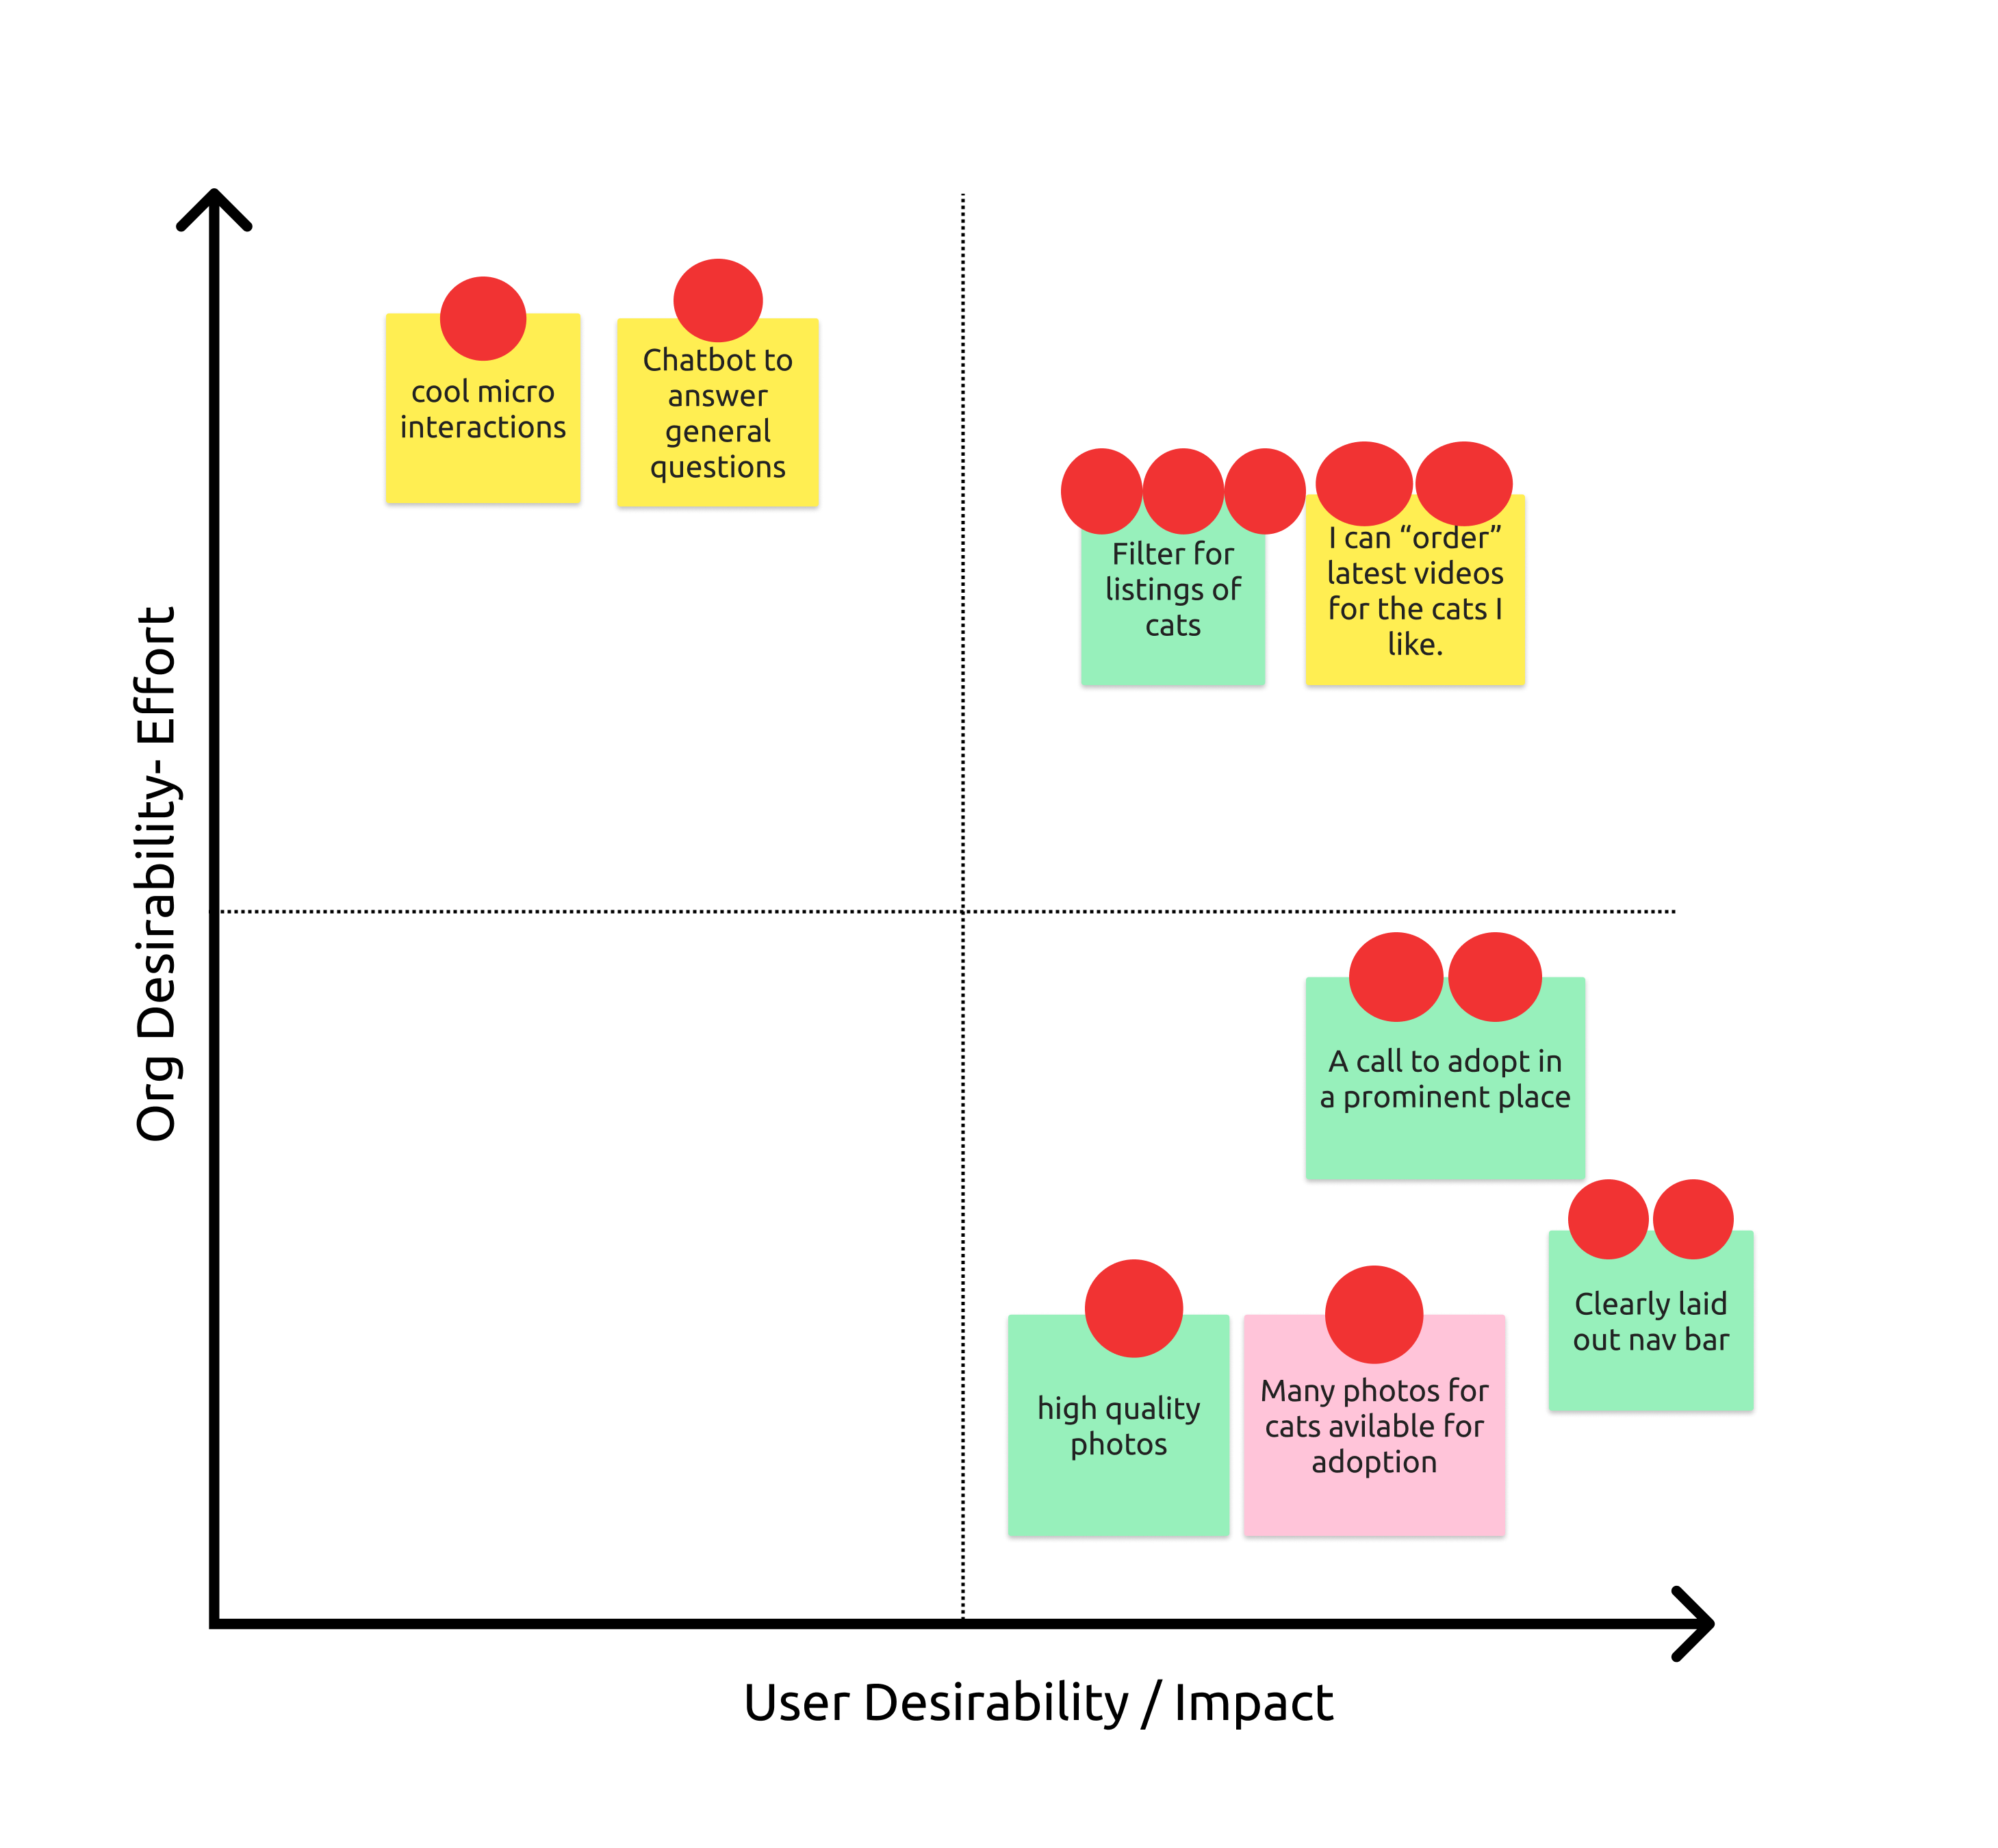 cool micro
interactions
Chatbot to
answer
general
questions
Filter for
listings of
cats
I can “order”
latest videos
for the cats I
like.
Org Desirability- Effort
A call to adopt in
a prominent place
Clearly laid
out nav bar
high quality
photos
Many photos for
cats avilable for
adoption
User Desirability / Impact